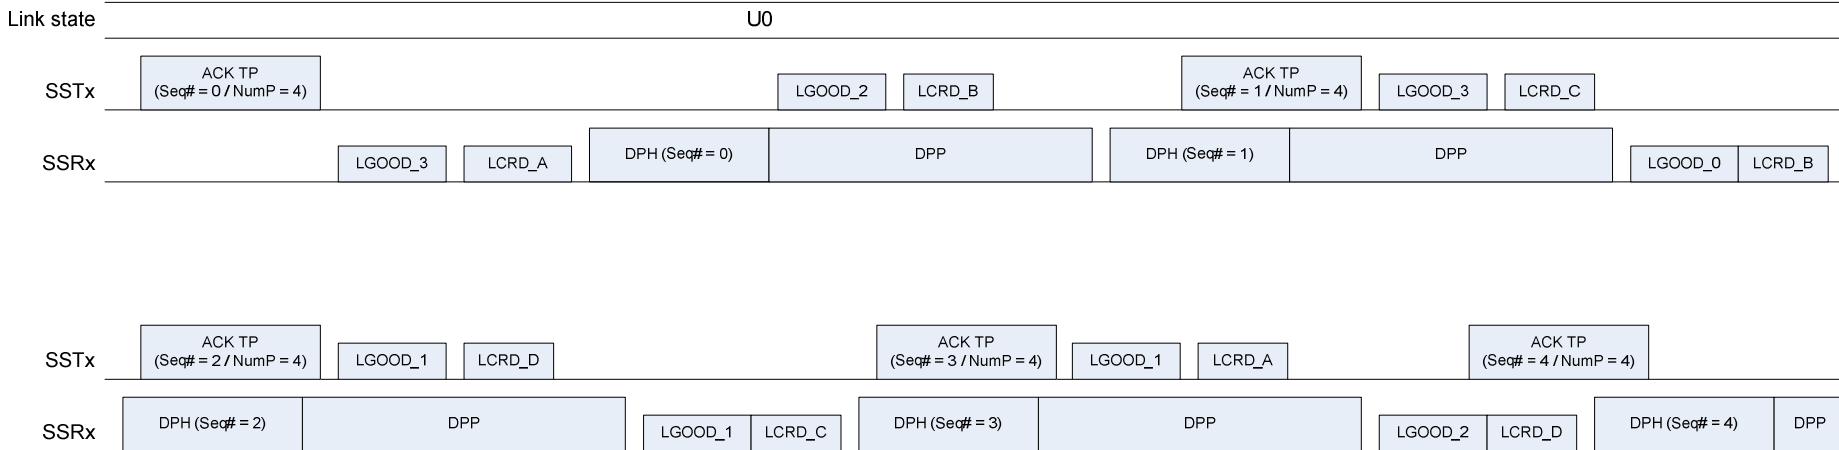 Link state
U0
SSTx
ACK TP
(Seq# = 0 / NumP = 4)
LGOOD_2
LCRD_B
ACK TP
(Seq# = 1 / NumP = 4)
LGOOD_3
LCRD_C
SSRx
LGOOD_3
LCRD_A
DPH (Seq# = 0)
DPP
DPH (Seq# = 1)
DPP
LGOOD_0
LCRD_B
SSTx
ACK TP
(Seq# = 2 / NumP = 4)
LGOOD_1
LCRD_D
ACK TP
(Seq# = 3 / NumP = 4)
LGOOD_1
LCRD_A
ACK TP
(Seq# = 4 / NumP = 4)
SSRx
DPH (Seq# = 2)
DPP
LGOOD_1
LCRD_C
DPH (Seq# = 3)
DPP
LGOOD_2
LCRD_D
DPH (Seq# = 4)
DPP